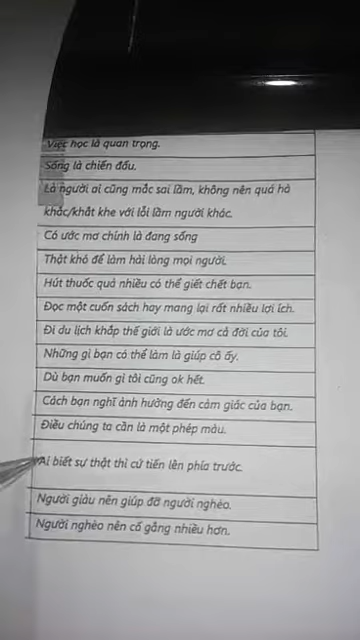 Việc học là quan trọng.
Sống là chiến đấu.
Là người ai cũng mắc sai lầm, không nên quá hà
khắc/khắt khe với lỗi lầm người khác.
Có ước mơ chính là đang sống
Thật khó để làm hài lòng mọi người.
Hút thuốc quá nhiều có thể giết chết bạn.
Đọc một cuốn sách hay mang lại rất nhiều lợi ích.
Đi du lịch khắp thế giới là ước mơ cả đời của tôi.
Những gì bạn có thể làm là giúp cô ấy.
Dù bạn muốn gì tôi cũng ok hết.
Cách bạn nghĩ ảnh hưởng đến cảm giác của bạn.
Điều chúng ta cần là một phép màu.
Ai biết sự thật thì cứ tiến lên phía trước.
Người giàu nên giúp đỡ người nghèo.
Người nghèo nên cố gắng nhiều hơn.